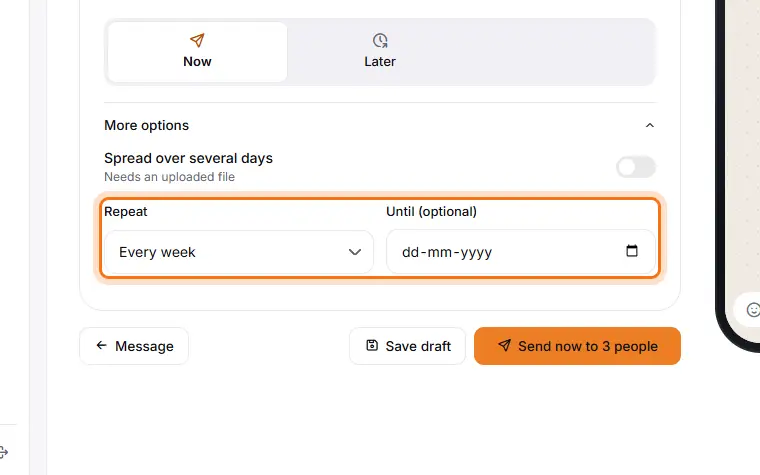 Now
Later
More options
Spread over several days
Needs an uploaded file
Repeat
Until (optional)
Every week
dd-mm-yyyy
Message
Save draft
Send now to 3 people